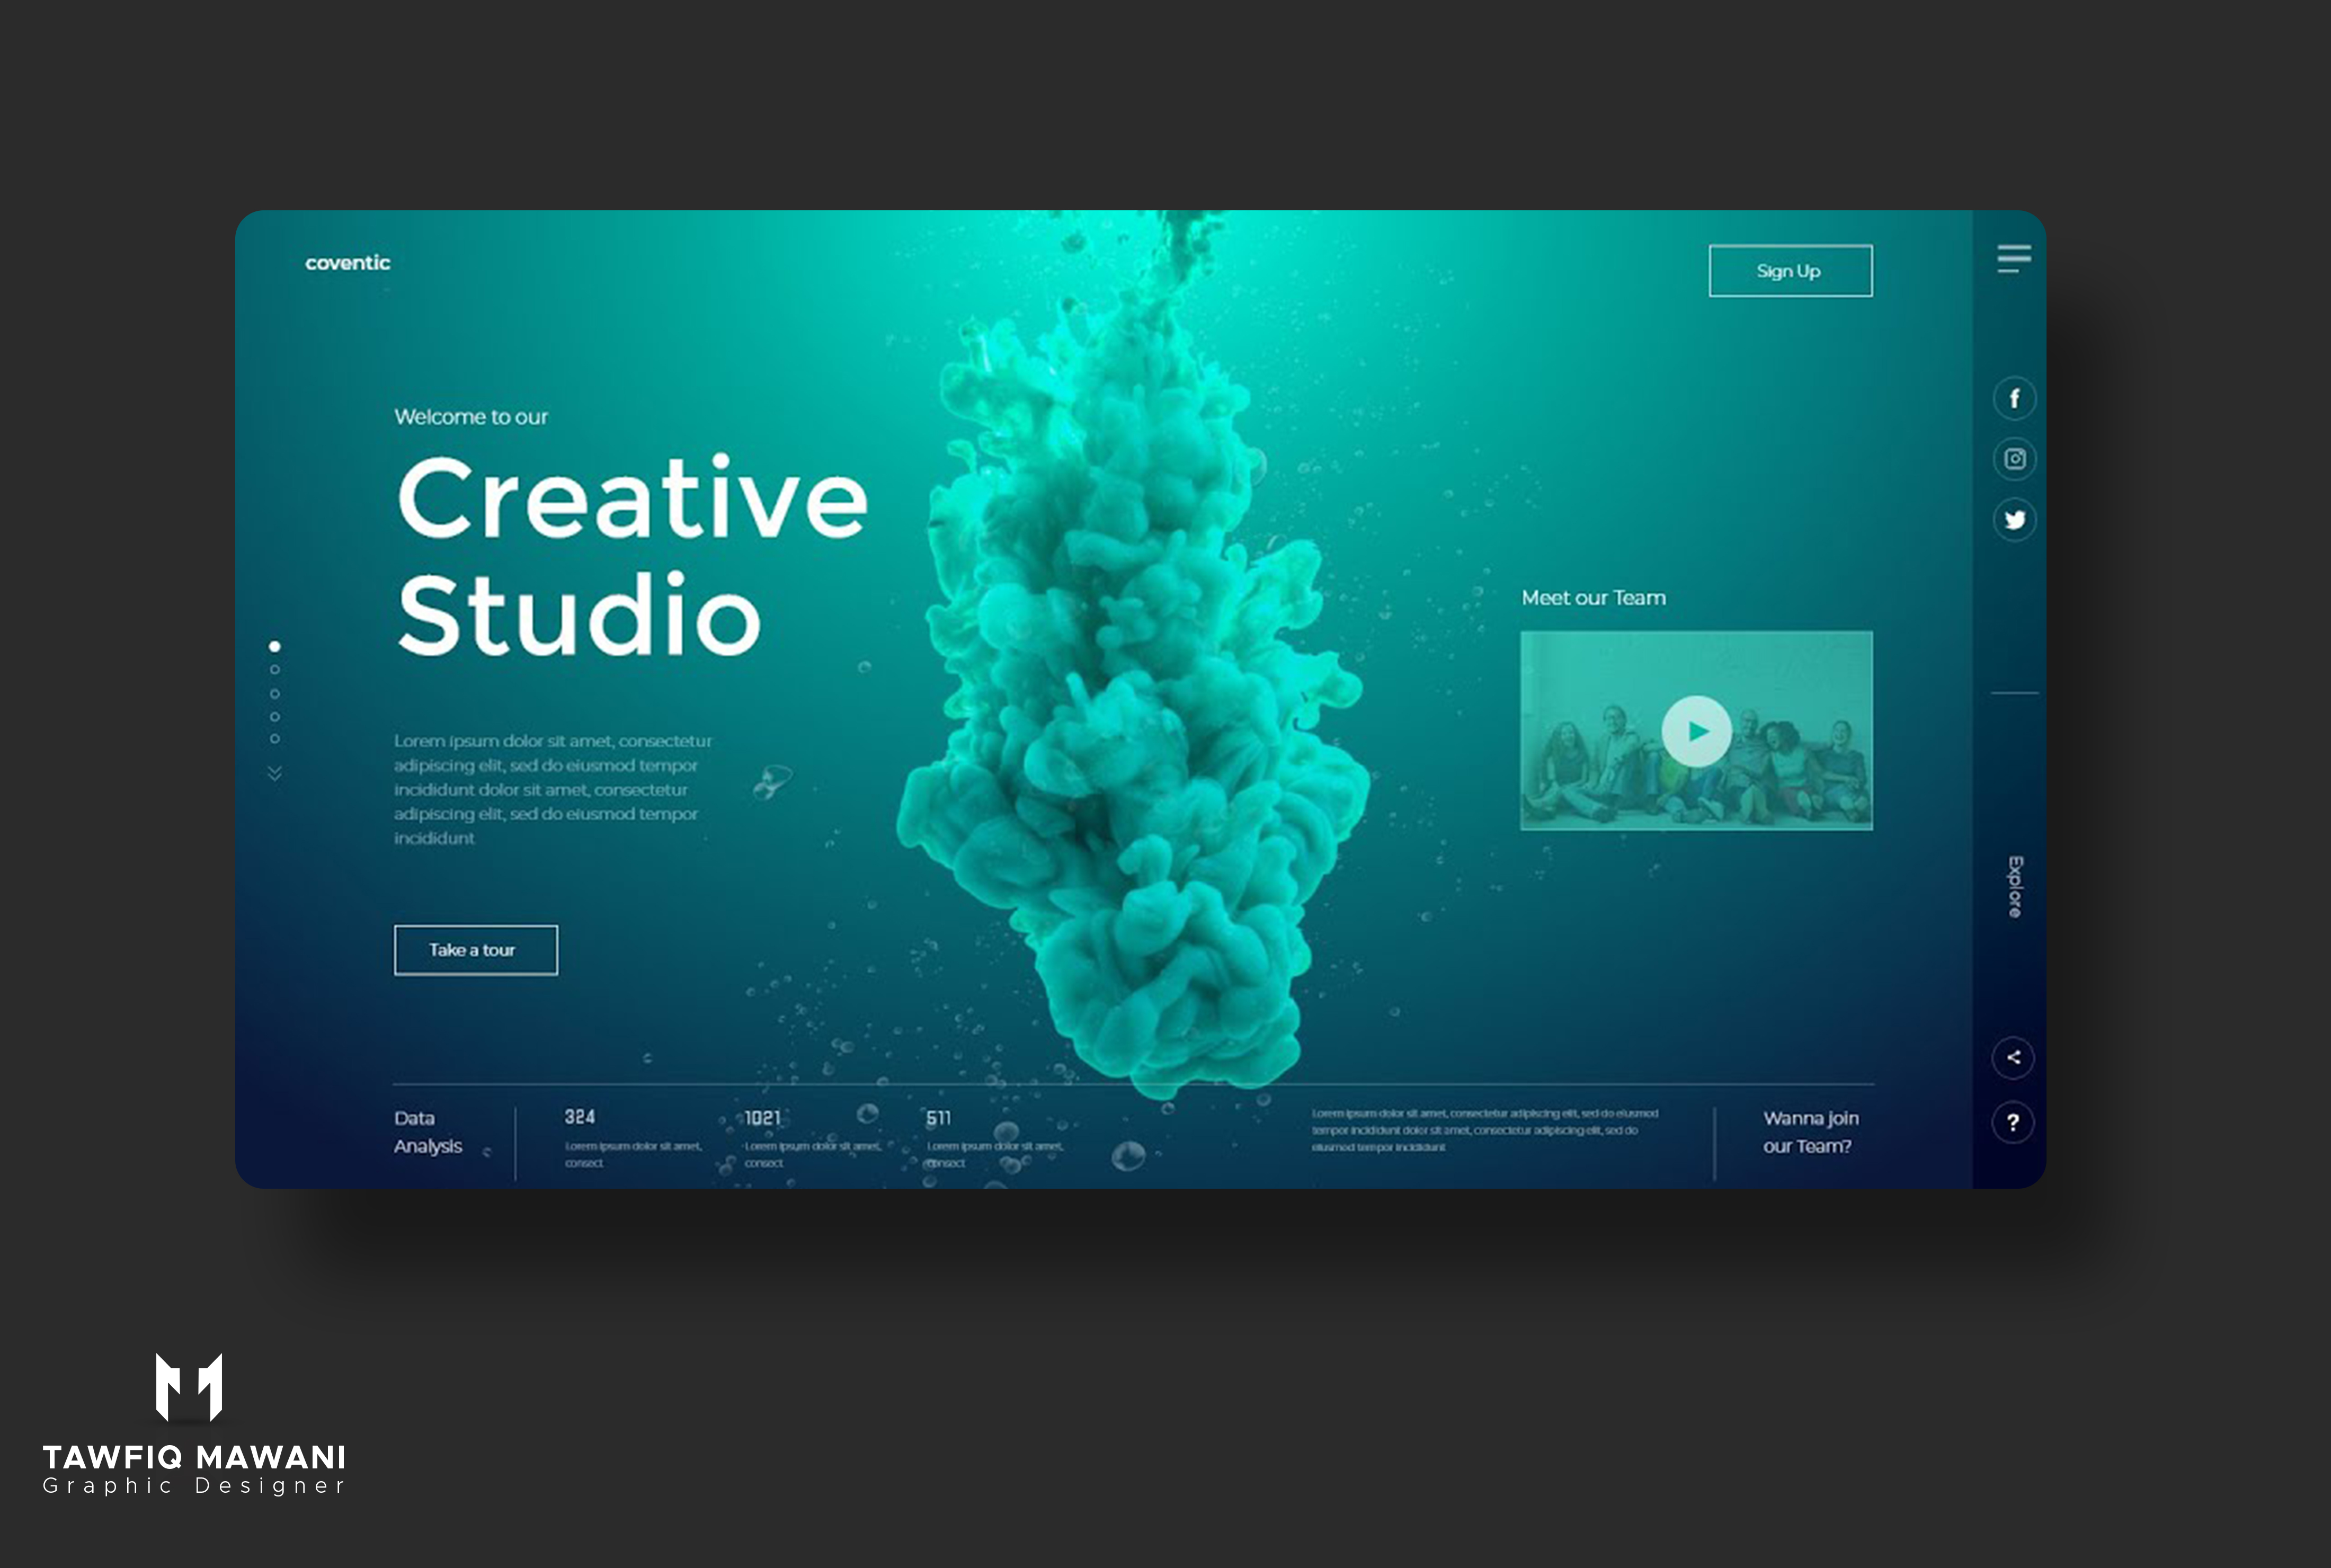 coventic
Sign Up
Welcome to our
Creative
Studio
Meet our Team
Lorem ipsum dolor sit amet, consectetur
adipiscing elit, sed do eiusmod tempor
incididunt dolor sit amet, consectetur
adipiscing elit, sed do eiusmod tempor
incididunt
Take a tour
Explore
Data
Analysis
324
Lorem ipsum dolor sit amet,
consect
1021
Lorem ipsum dolor sit amet,
consect
511
Lorem ipsum dolor sit amet,
consect
Lorem ipsum dolor sit amet, consectetur adipiscing elit, sed do eiusmod
tempor incididunt dolor sit amet, consectetur adipiscing elit, sed do
eiusmod tempor incididunt
Wanna join
our Team?
?
TAWFIQ MAWANI
Graphic Designer